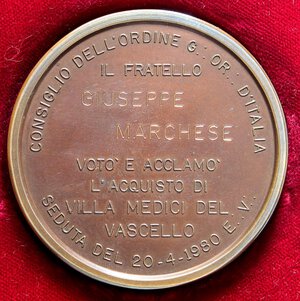 CONSIGLIO DELL'ORDINE G∴ OR∴ D'ITALIA
IL FRATELLO
GIUSEPPE
MARCHESE
VOTO' E ACCLAMO'
L'ACQUISTO DI
VILLA MEDICI DEL
VASCELLO
SEDUTA DEL 20-4-1980 E∴ V∴